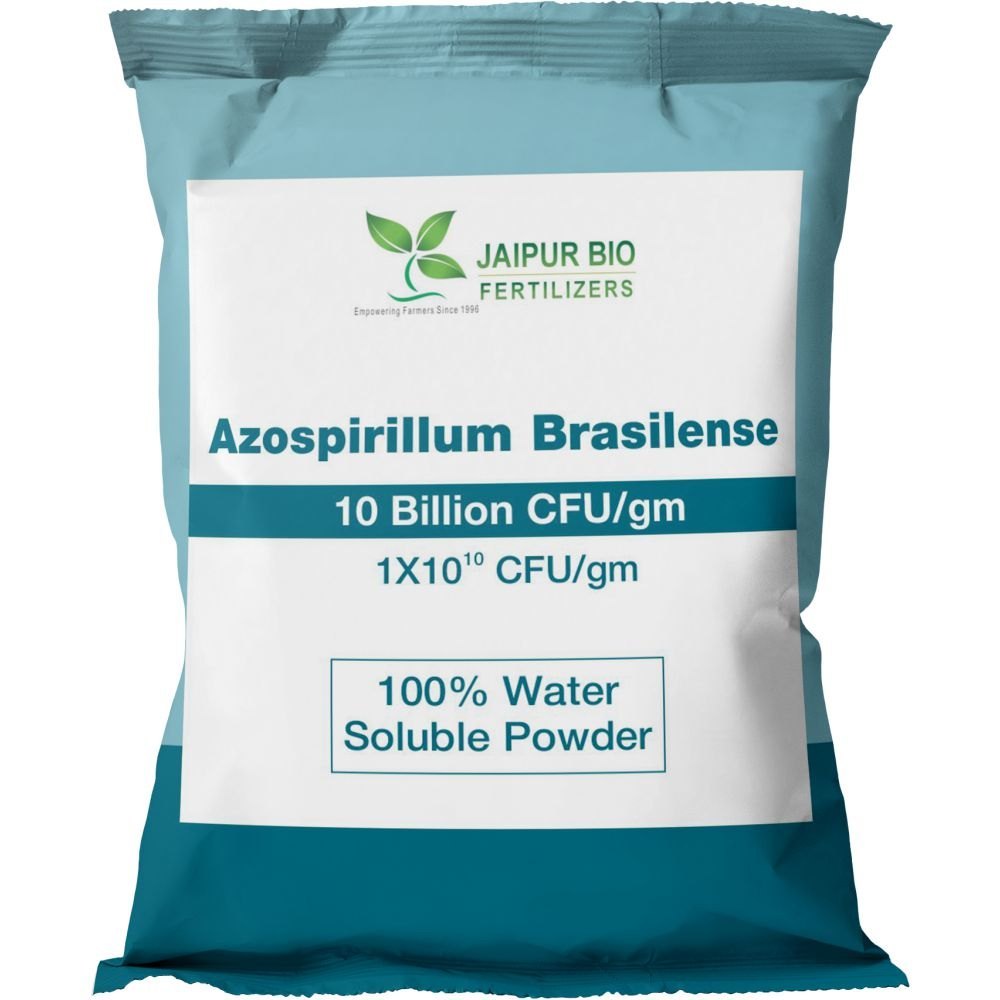 JAIPUR BIO
FERTILIZERS
Empowering Farmers Since 1996
Azospirillum Brasilense
10 Billion CFU/gm
1X10¹⁰ CFU/gm
100% Water
Soluble Powder